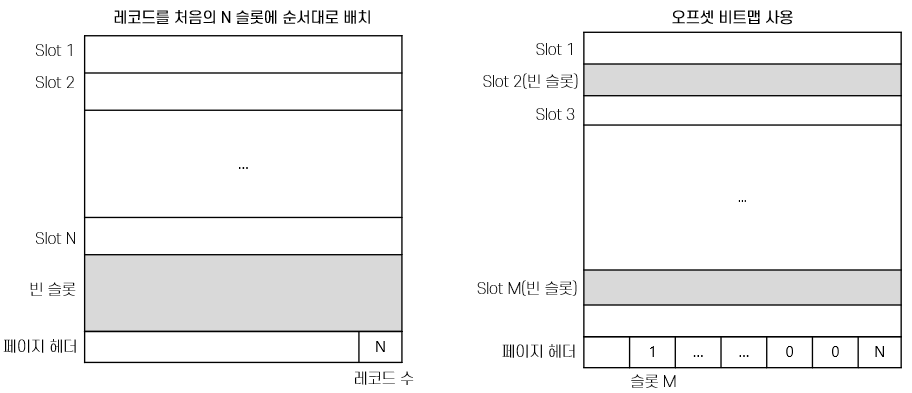 레코드를 처음의 N 슬롯에 순서대로 배치
Slot 1
Slot 2
...
Slot N
빈 슬롯
페이지 헤더
N
레코드 수
오프셋 비트맵 사용
Slot 1
Slot 2(빈 슬롯)
Slot 3
...
Slot M(빈 슬롯)
페이지 헤더 1 ... ... 0 0 N
슬롯 M